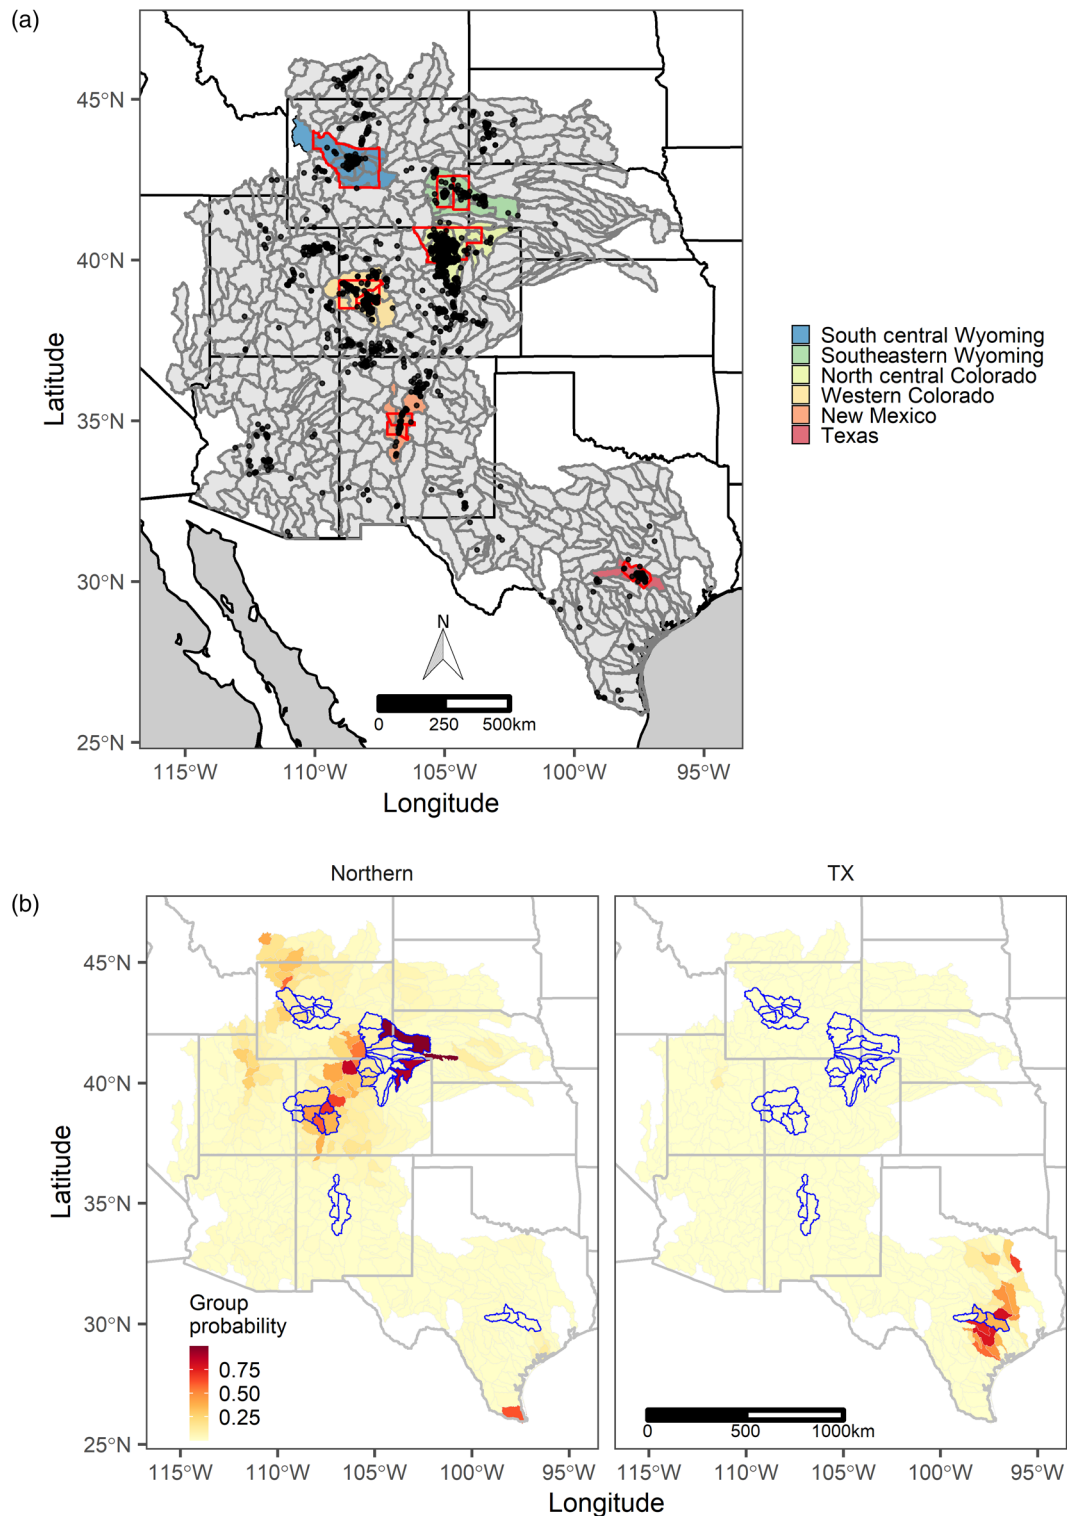 (a)
45°N
40°N
35°N
30°N
25°N
Latitude
N
0 250 500km
115°W 110°W 105°W 100°W 95°W
Longitude
South central Wyoming
Southeastern Wyoming
North central Colorado
Western Colorado
New Mexico
Texas
(b)
Northern TX
45°N
40°N
35°N
30°N
25°N
Latitude
Group
probability
0.75
0.50
0.25
0 500 1000km
115°W 110°W 105°W 100°W 95°W 115°W 110°W 105°W 100°W 95°W
Longitude